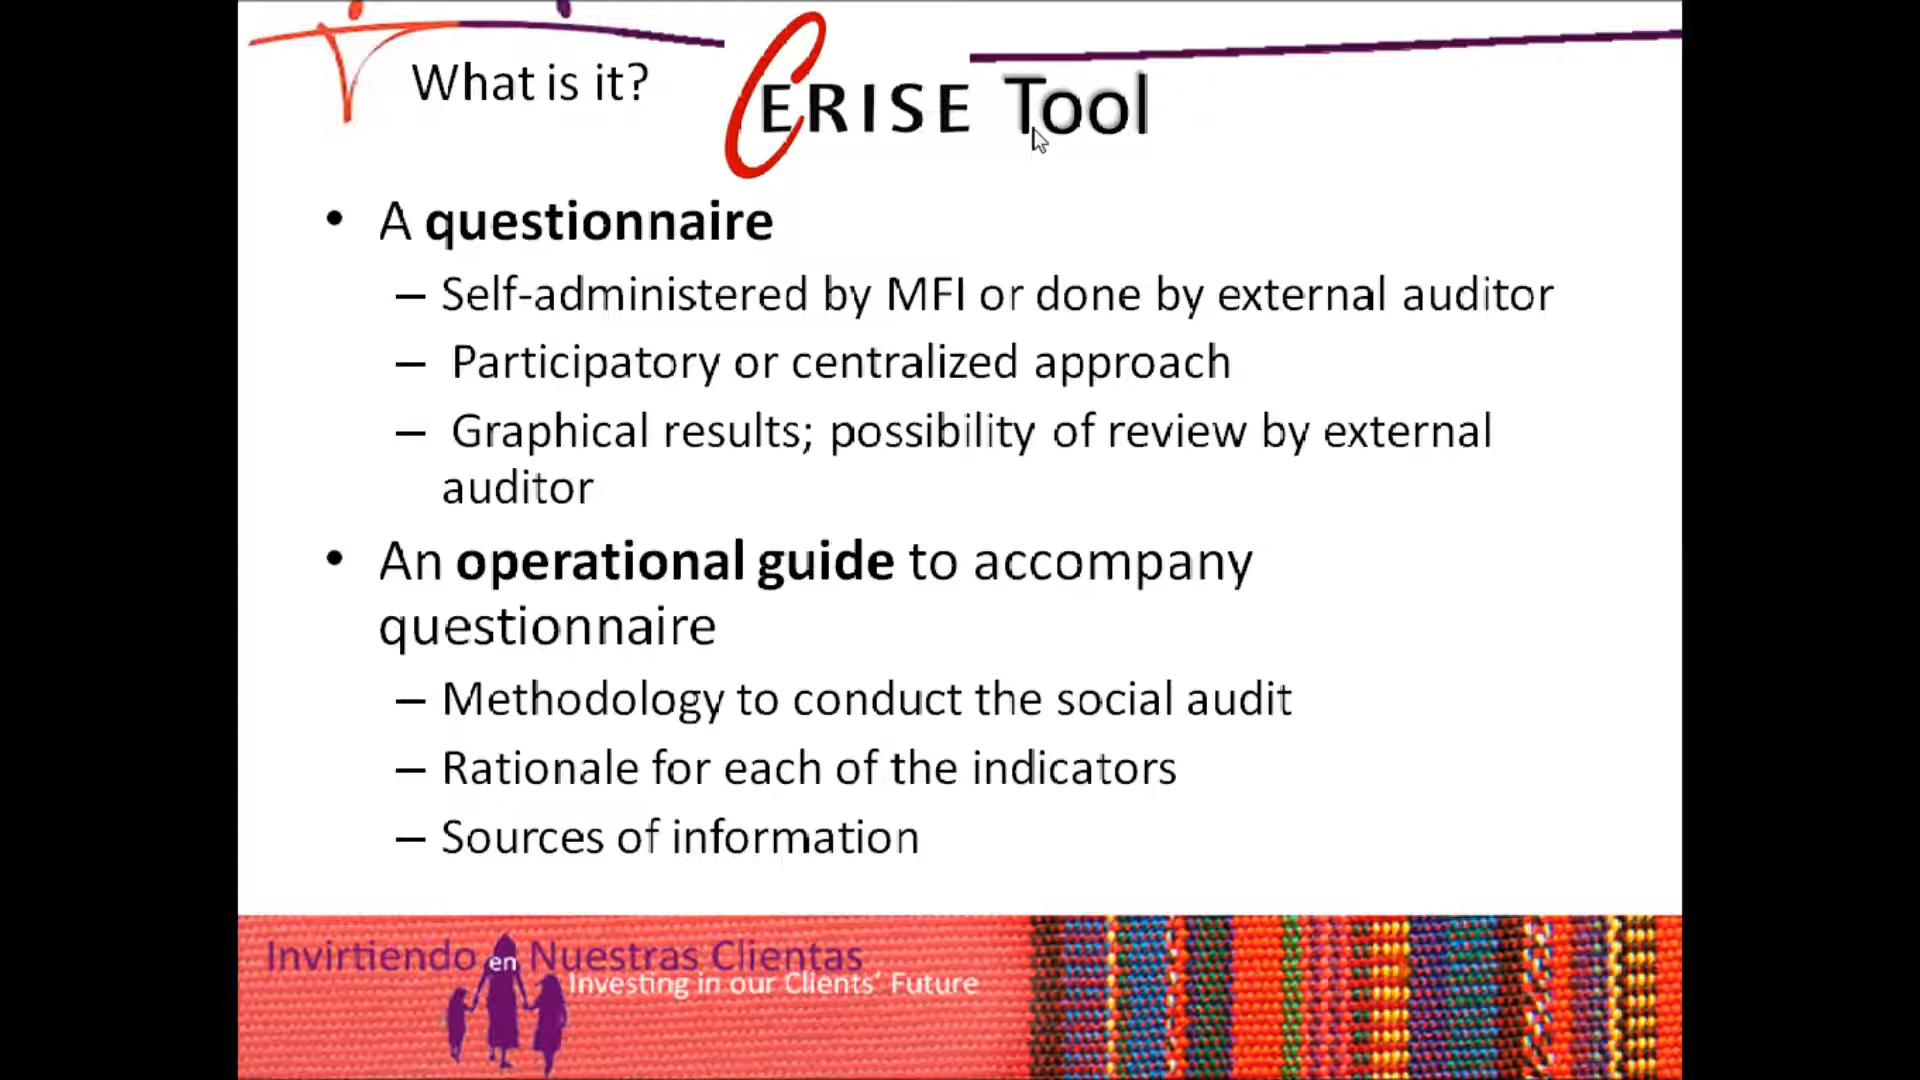 What is it?
CERISE Tool
• A questionnaire
– Self-administered by MFI or done by external auditor
– Participatory or centralized approach
– Graphical results; possibility of review by external
auditor
• An operational guide to accompany
questionnaire
– Methodology to conduct the social audit
– Rationale for each of the indicators
– Sources of information
Invirtiendo en Nuestras Clientas
Investing in our Clients' Future